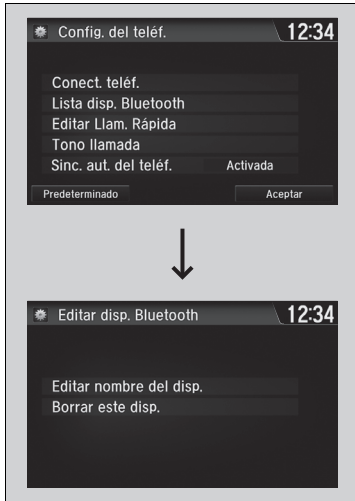 Config. del teléf. 12:34
Conect. teléf.
Lista disp. Bluetooth
Editar Llam. Rápida
Tono llamada
Sinc. aut. del teléf. Activada
Predeterminado Aceptar
Editar disp. Bluetooth 12:34
Editar nombre del disp.
Borrar este disp.